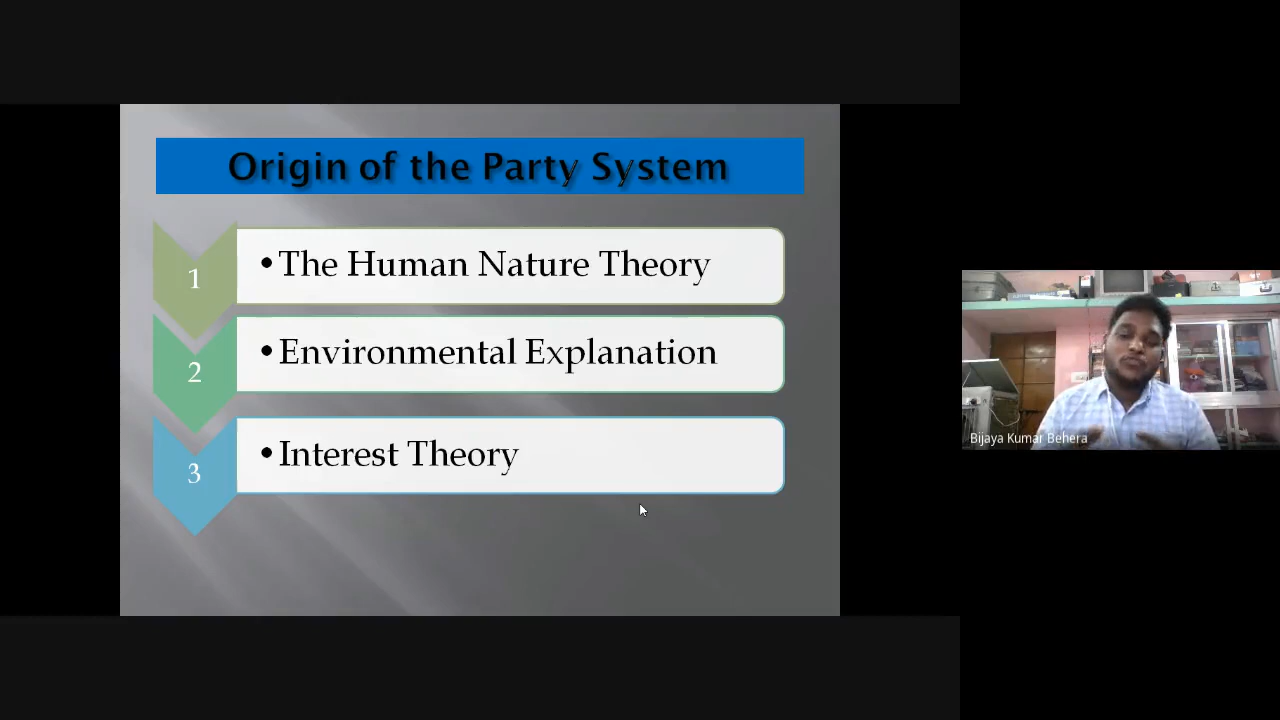 Origin of the Party System
1
•The Human Nature Theory
2
•Environmental Explanation
3
•Interest Theory
Bijaya Kumar Behera